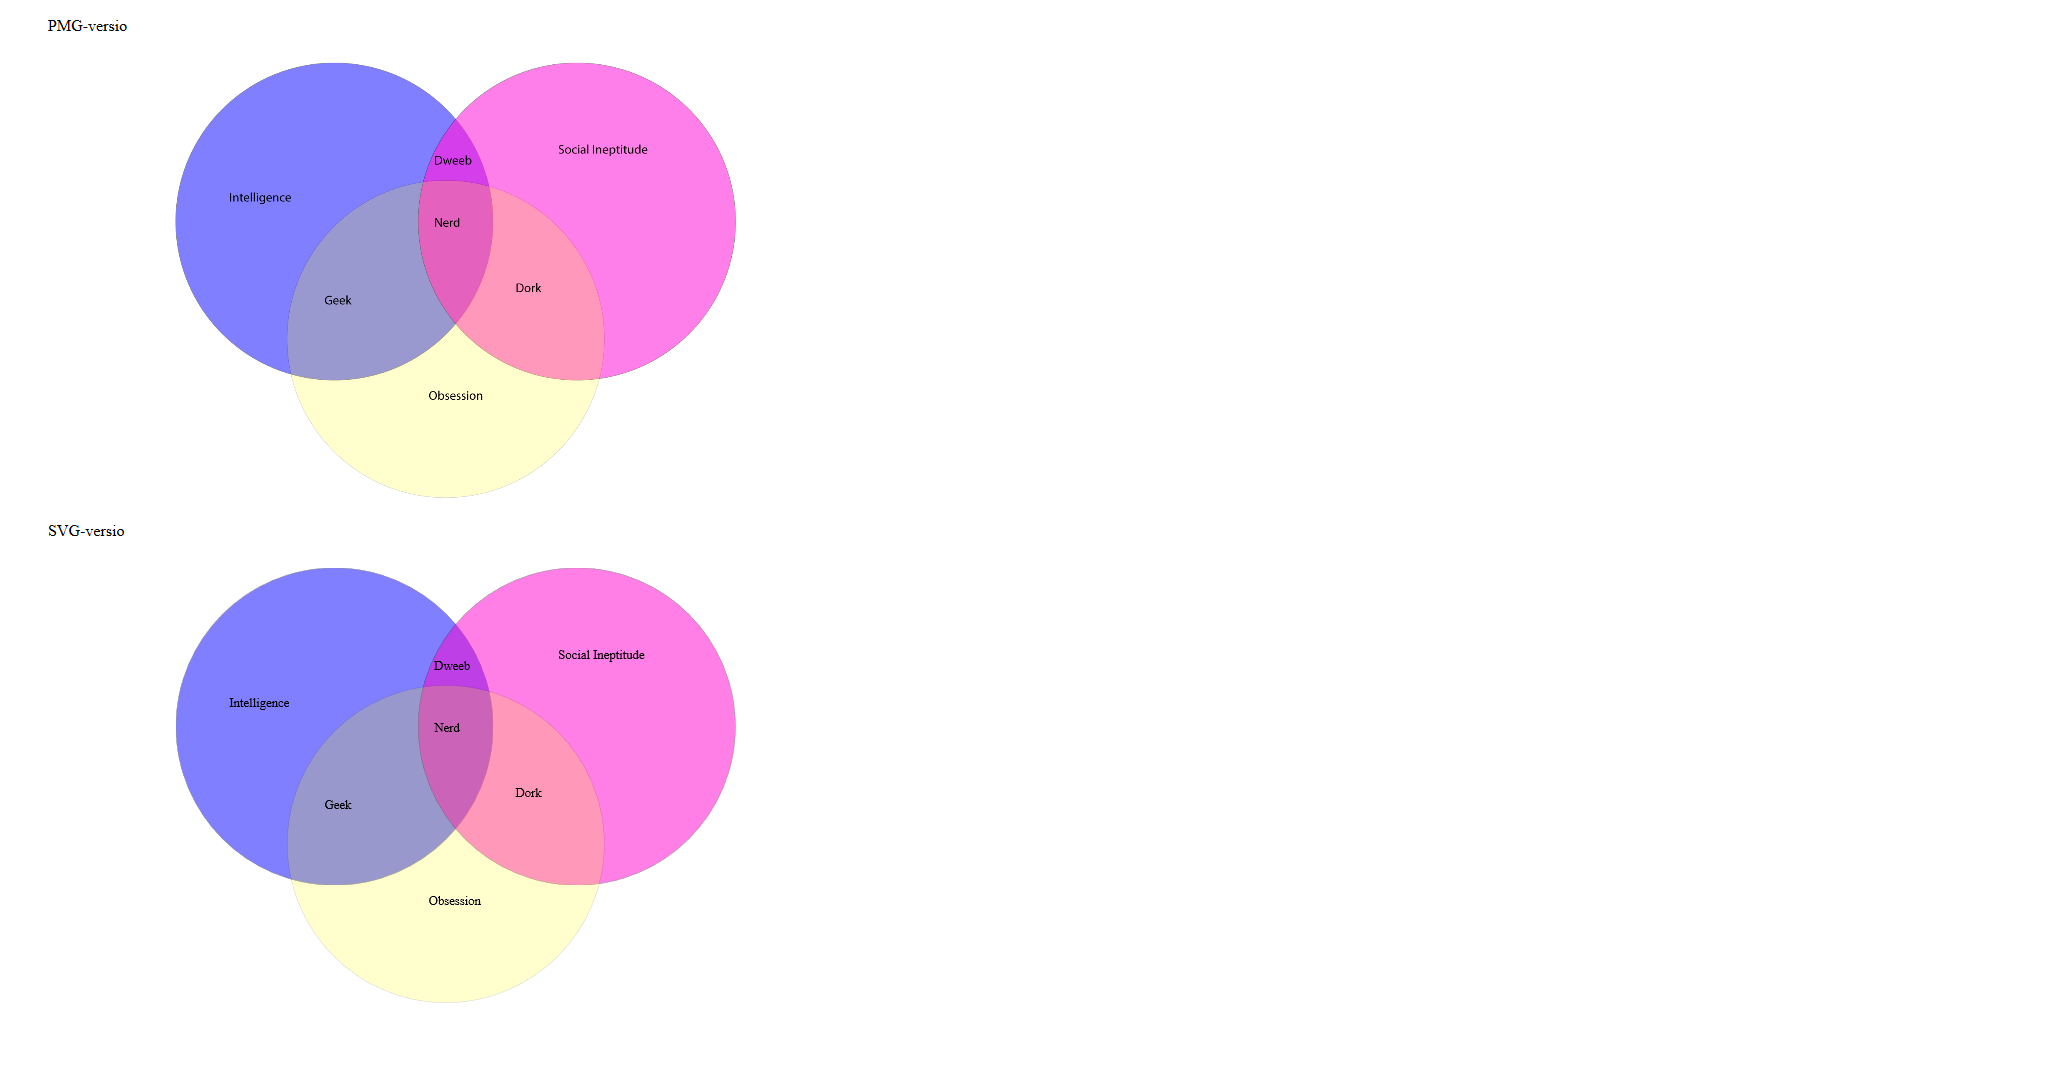 PMG-versio
Social Ineptitude
Dweeb
Intelligence
Nerd
Dork
Geek
Obsession
SVG-versio
Social Ineptitude
Dweeb
Intelligence
Nerd
Dork
Geek
Obsession